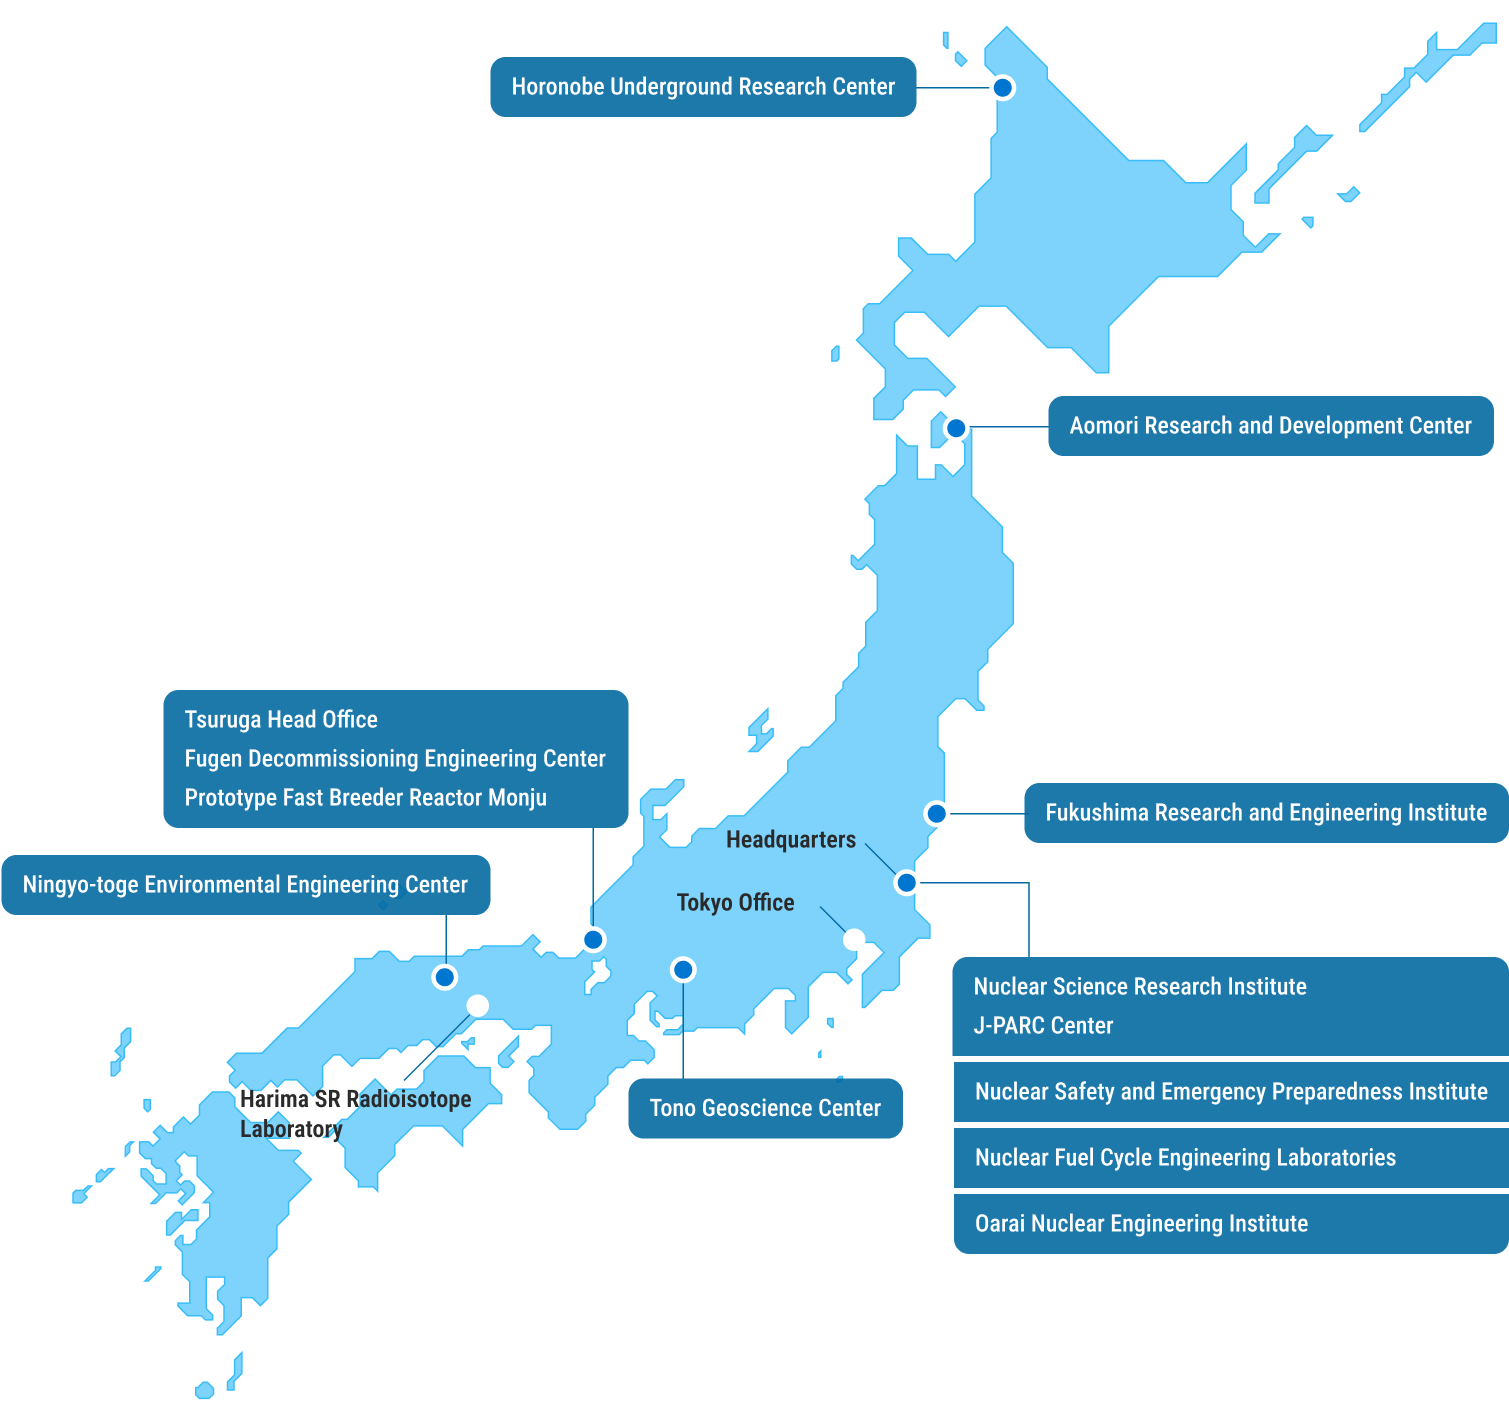 Horonobe Underground Research Center
Aomori Research and Development Center
Tsuruga Head Office
Fugen Decommissioning Engineering Center
Prototype Fast Breeder Reactor Monju
Fukushima Research and Engineering Institute
Headquarters
Ningyo-toge Environmental Engineering Center
Tokyo Office
Nuclear Science Research Institute
J-PARC Center
Nuclear Safety and Emergency Preparedness Institute
Harima SR Radioisotope
Laboratory
Tono Geoscience Center
Nuclear Fuel Cycle Engineering Laboratories
Oarai Nuclear Engineering Institute